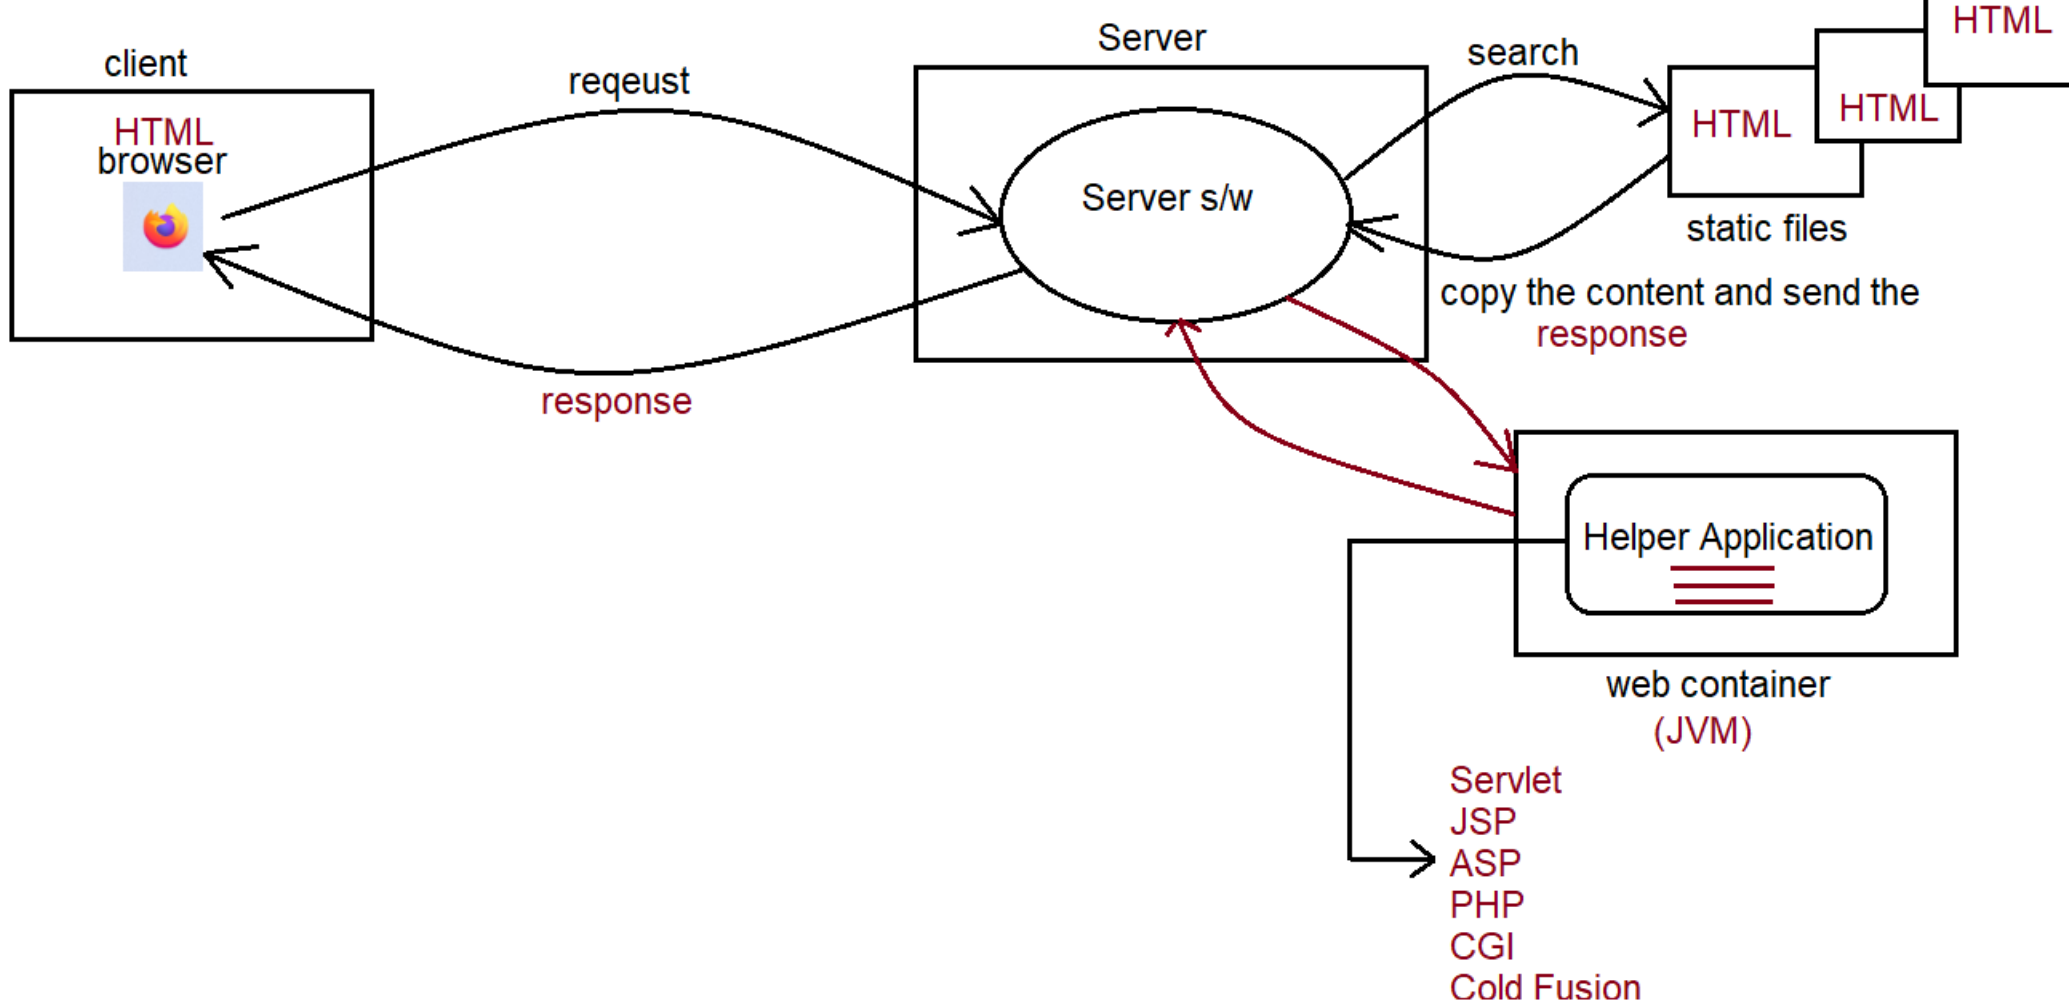 client
HTML
browser
reqeust
response
Server
Server s/w
search
HTML
HTML
HTML
static files
copy the content and send the
response
Helper Application
web container
(JVM)
Servlet
JSP
ASP
PHP
CGI
Cold Fusion